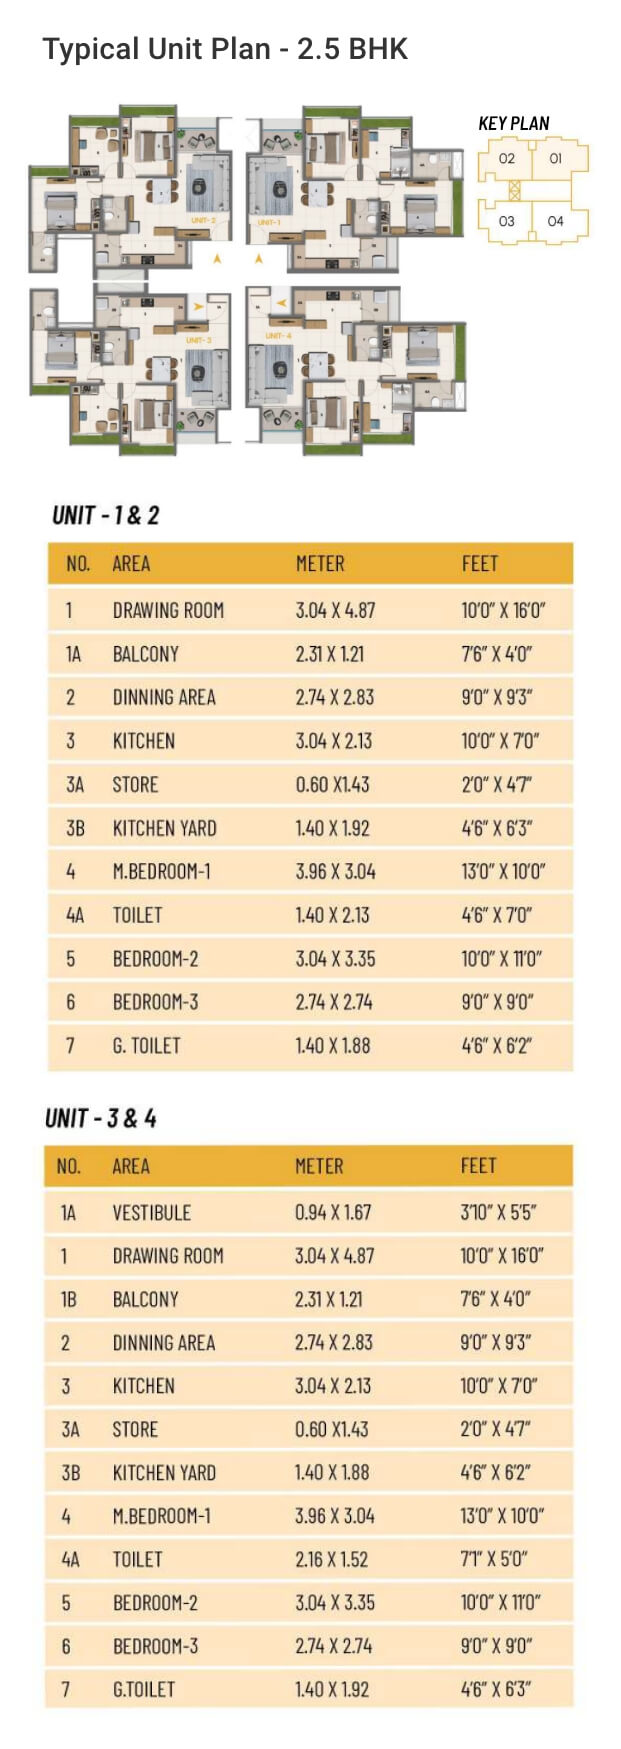 Typical Unit Plan - 2.5 BHK
KEY PLAN
02 01
03 04
UNIT- 2
UNIT-1
UNIT- 3
UNIT- 4
UNIT - 1 & 2
NO. AREA METER FEET
1 DRAWING ROOM 3.04 X 4.87 10'0" X 16'0"
1A BALCONY 2.31 X 1.21 7'6" X 4'0"
2 DINNING AREA 2.74 X 2.83 9'0" X 9'3"
3 KITCHEN 3.04 X 2.13 10'0" X 7'0"
3A STORE 0.60 X1.43 2'0" X 4'7"
3B KITCHEN YARD 1.40 X 1.92 4'6" X 6'3"
4 M.BEDROOM-1 3.96 X 3.04 13'0" X 10'0"
4A TOILET 1.40 X 2.13 4'6" X 7'0"
5 BEDROOM-2 3.04 X 3.35 10'0" X 11'0"
6 BEDROOM-3 2.74 X 2.74 9'0" X 9'0"
7 G. TOILET 1.40 X 1.88 4'6" X 6'2"
UNIT - 3 & 4
NO. AREA METER FEET
1A VESTIBULE 0.94 X 1.67 3'10" X 5'5"
1 DRAWING ROOM 3.04 X 4.87 10'0" X 16'0"
1B BALCONY 2.31 X 1.21 7'6" X 4'0"
2 DINNING AREA 2.74 X 2.83 9'0" X 9'3"
3 KITCHEN 3.04 X 2.13 10'0" X 7'0"
3A STORE 0.60 X1.43 2'0" X 4'7"
3B KITCHEN YARD 1.40 X 1.88 4'6" X 6'2"
4 M.BEDROOM-1 3.96 X 3.04 13'0" X 10'0"
4A TOILET 2.16 X 1.52 7'1" X 5'0"
5 BEDROOM-2 3.04 X 3.35 10'0" X 11'0"
6 BEDROOM-3 2.74 X 2.74 9'0" X 9'0"
7 G.TOILET 1.40 X 1.92 4'6" X 6'3"